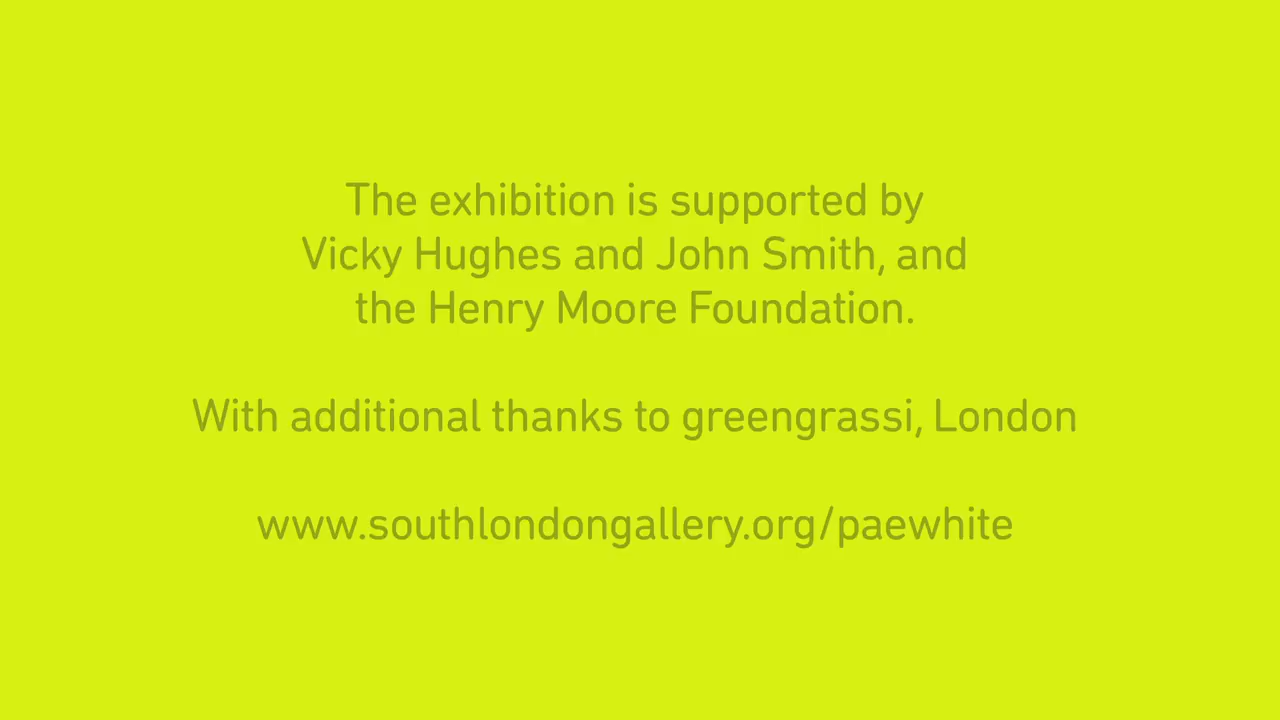 The exhibition is supported by
Vicky Hughes and John Smith, and
the Henry Moore Foundation.
With additional thanks to greengrassi, London
www.southlondongallery.org/paewhite